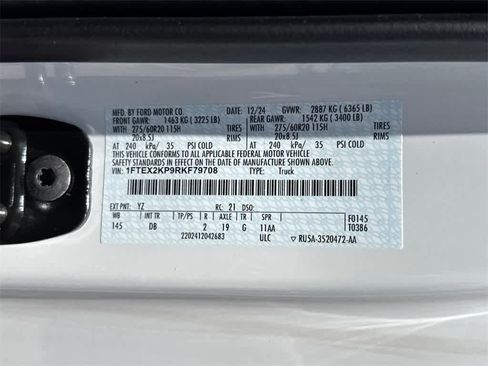 MFD. BY FORD MOTOR CO. 12/24 GVWR: 2887 KG ( 6365 LB)
FRONT GAWR: 1463 KG ( 3225 LB) REAR GAWR: 1542 KG ( 3400 LB)
WITH 275/60R20 115H TIRES WITH 275/60R20 115H TIRES
20x8.5J RIMS 20x8.5J RIMS
AT 240 kPa/ 35 PSI COLD AT 240 kPa/ 35 PSI COLD
THIS VEHICLE CONFORMS TO ALL APPLICABLE FEDERAL MOTOR VEHICLE
SAFETY STANDARDS IN EFFECT ON THE DATE OF MANUFACTURE SHOWN ABOVE.
VIN: 1FTEX2KP9RKF79708 TYPE: Truck
EXT PNT: YZ RC: 21 DSO:
WB INT TR TP/PS R AXLE TR SPR F0145
145 DB 2 19 G 11AA T0386
2202412042683 ULC ▽ RU5A-3520472-AA